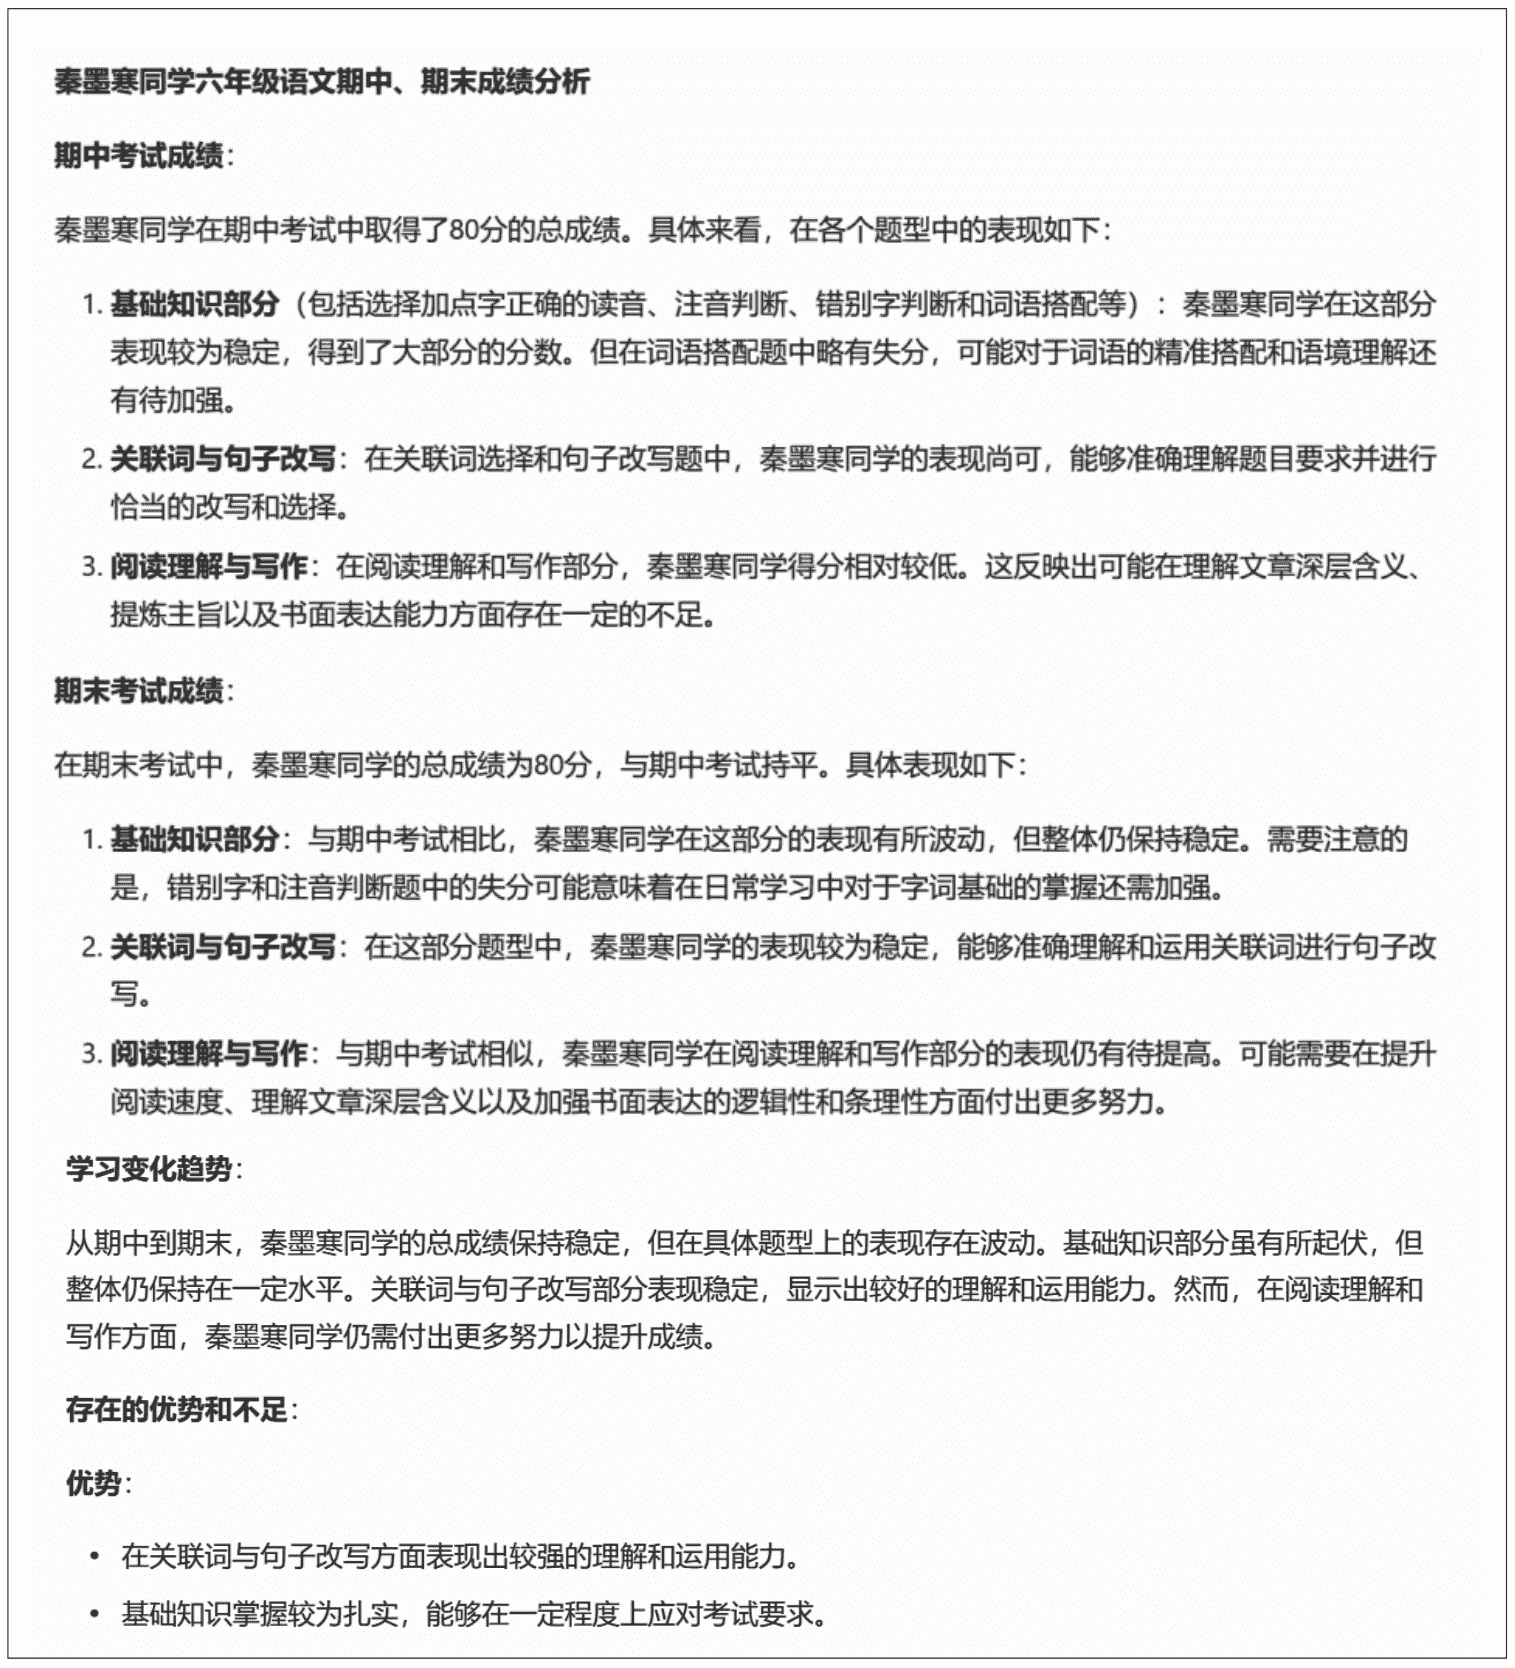 秦墨寒同学六年级语文期中、期末成绩分析
期中考试成绩：
秦墨寒同学在期中考试中取得了80分的总成绩。具体来看，在各个题型中的表现如下：
1. 基础知识部分（包括选择加点字正确的读音、注音判断、错别字判断和词语搭配等）：秦墨寒同学在这部分
表现较为稳定，得到了大部分的分数。但在词语搭配题中略有失分，可能对于词语的精准搭配和语境理解还
有待加强。
2. 关联词与句子改写：在关联词选择和句子改写题中，秦墨寒同学的表现尚可，能够准确理解题目要求并进行
恰当的改写和选择。
3. 阅读理解与写作：在阅读理解和写作部分，秦墨寒同学得分相对较低。这反映出可能在理解文章深层含义、
提炼主旨以及书面表达能力方面存在一定的不足。
期末考试成绩：
在期末考试中，秦墨寒同学的总成绩为80分，与期中考试持平。具体表现如下：
1. 基础知识部分：与期中考试相比，秦墨寒同学在这部分的表现有所波动，但整体仍保持稳定。需要注意的
是，错别字和注音判断题中的失分可能意味着在日常学习中对于字词基础的掌握还需加强。
2. 关联词与句子改写：在这部分题型中，秦墨寒同学的表现较为稳定，能够准确理解和运用关联词进行句子改
写。
3. 阅读理解与写作：与期中考试相似，秦墨寒同学在阅读理解和写作部分的表现仍有待提高。可能需要在提升
阅读速度、理解文章深层含义以及加强书面表达的逻辑性和条理性方面付出更多努力。
学习变化趋势：
从期中到期末，秦墨寒同学的总成绩保持稳定，但在具体题型上的表现存在波动。基础知识部分虽有所起伏，但
整体仍保持在一定水平。关联词与句子改写部分表现稳定，显示出较好的理解和运用能力。然而，在阅读理解和
写作方面，秦墨寒同学仍需付出更多努力以提升成绩。
存在的优势和不足：
优势：
• 在关联词与句子改写方面表现出较强的理解和运用能力。
• 基础知识掌握较为扎实，能够在一定程度上应对考试要求。